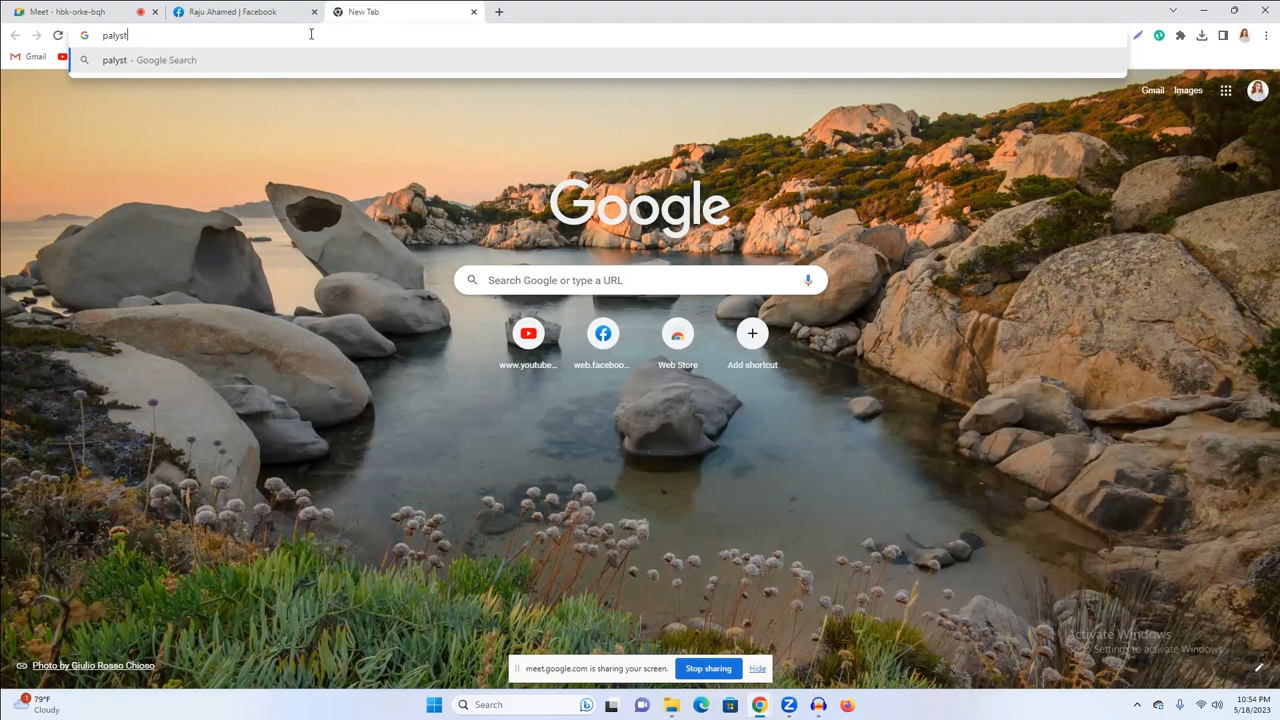 Meet - hbk-orke-bqh
Raju Ahamed | Facebook
New Tab
palyst
Gmail
palyst - Google Search
Gmail Images
Google
Search Google or type a URL
www.youtube...
web.faceboo...
Web Store
Add shortcut
Activate Windows
Go to Settings to activate Windows.
Photo by Giulio Rosso Chioso
meet.google.com is sharing your screen.
Stop sharing
Hide
1
79°F
Cloudy
Search
10:54 PM
5/18/2023